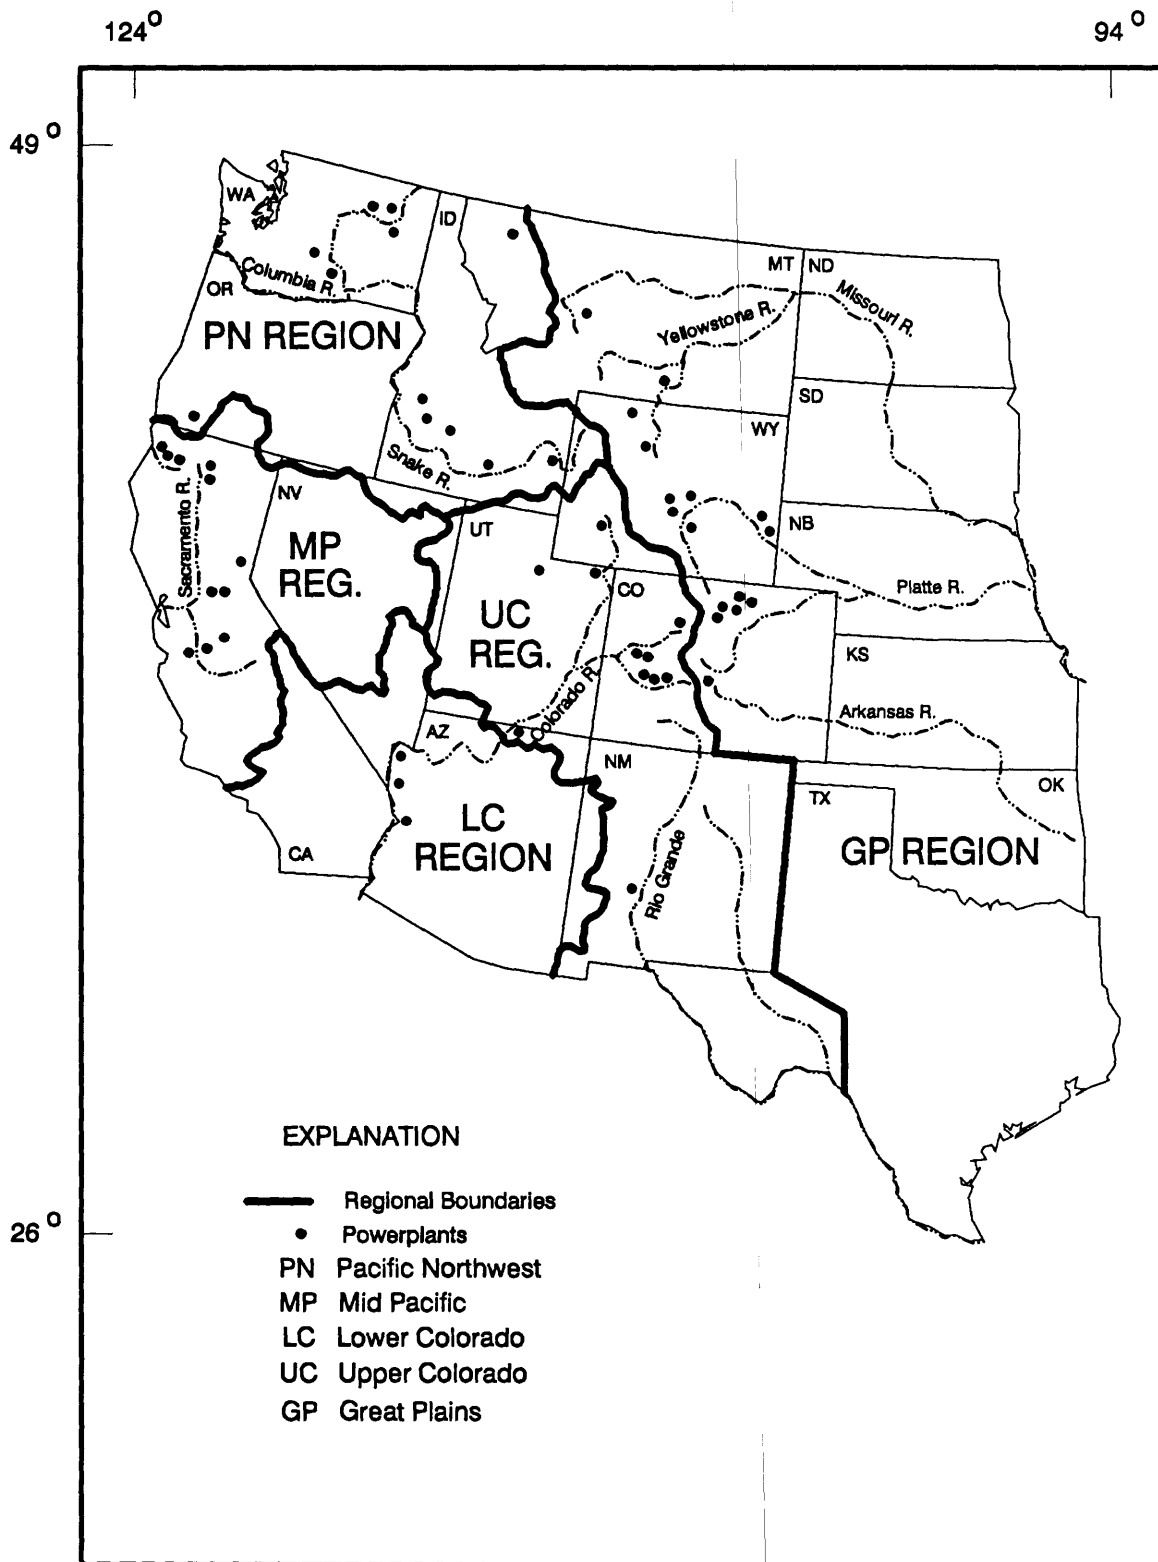 124° 94°
49°
WA
ID
Columbia R.
OR
MT ND
Missouri R.
PN REGION
Yellowstone R.
SD
WY
Snake R.
NV
Sacramento R.
UT
NB
MP
REG.
CO
Platte R.
UC
REG.
KS
Colorado R.
Arkansas R.
AZ
NM
OK
TX
LC
REGION
CA
GP REGION
Rio Grande
EXPLANATION
Regional Boundaries
26°
Powerplants
PN Pacific Northwest
MP Mid Pacific
LC Lower Colorado
UC Upper Colorado
GP Great Plains